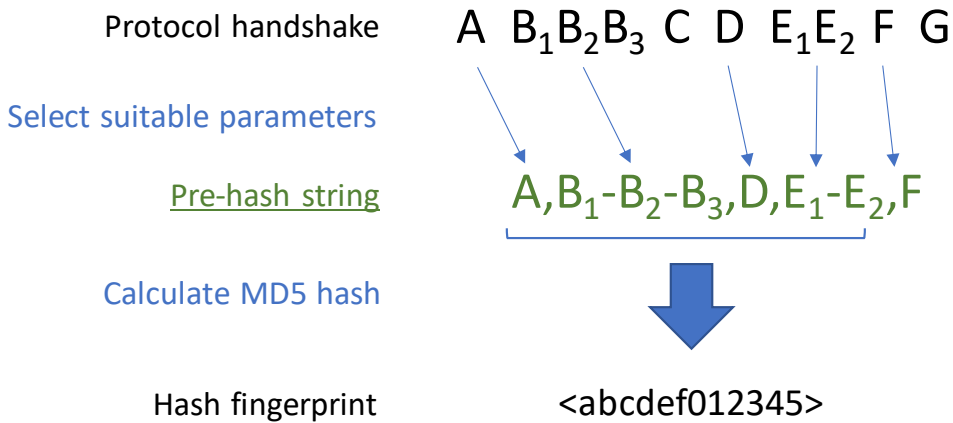 Protocol handshake A B₁B₂B₃ C D E₁E₂ F G
Select suitable parameters
Pre-hash string A,B₁-B₂-B₃,D,E₁-E₂,F
Calculate MD5 hash
Hash fingerprint <abcdef012345>